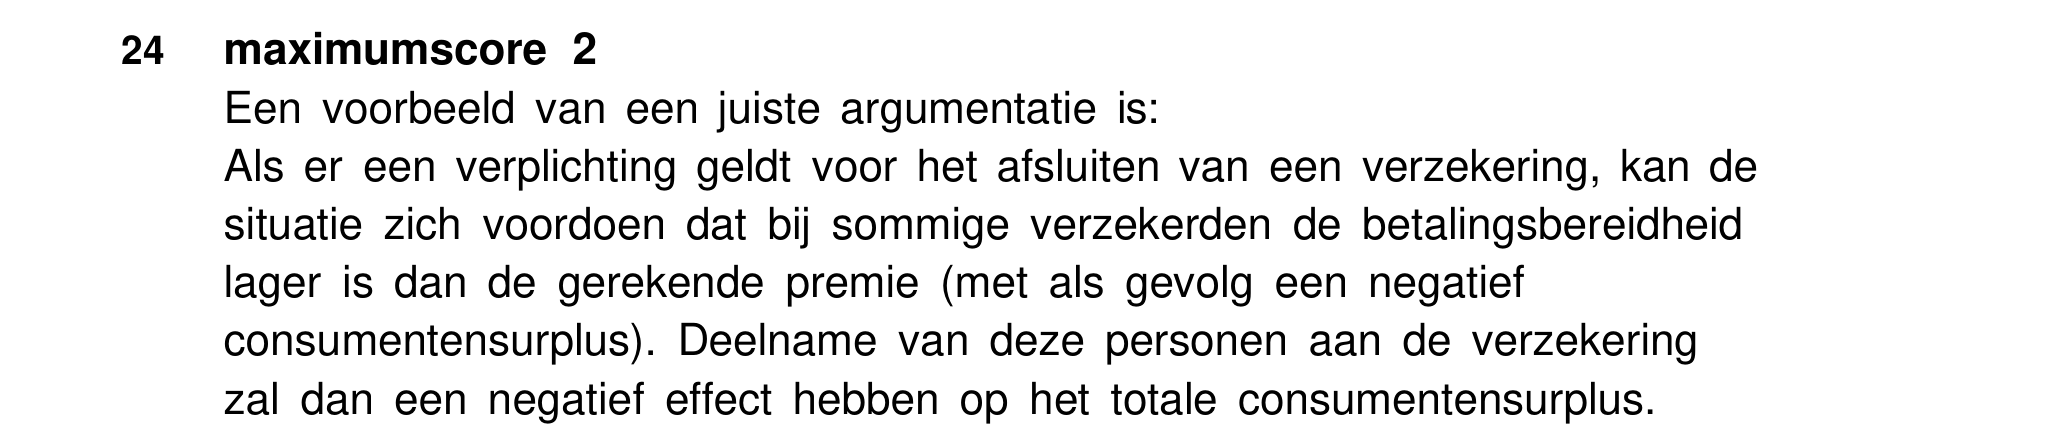 24 maximumscore 2
Een voorbeeld van een juiste argumentatie is:
Als er een verplichting geldt voor het afsluiten van een verzekering, kan de
situatie zich voordoen dat bij sommige verzekerden de betalingsbereidheid
lager is dan de gerekende premie (met als gevolg een negatief
consumentensurplus). Deelname van deze personen aan de verzekering
zal dan een negatief effect hebben op het totale consumentensurplus.